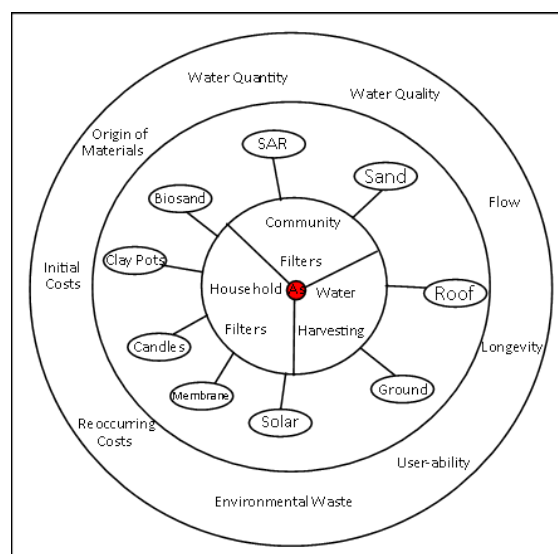 Water Quantity
Water Quality
Origin of
Materials
SAR
Sand
Biosand
Community
Flow
Clay Pots
Filters
Initial
Costs
Household
As
Water
Roof
Filters
Harvesting
Candles
Longevity
Membrane
Ground
Solar
Reoccurring
Costs
User-ability
Environmental Waste